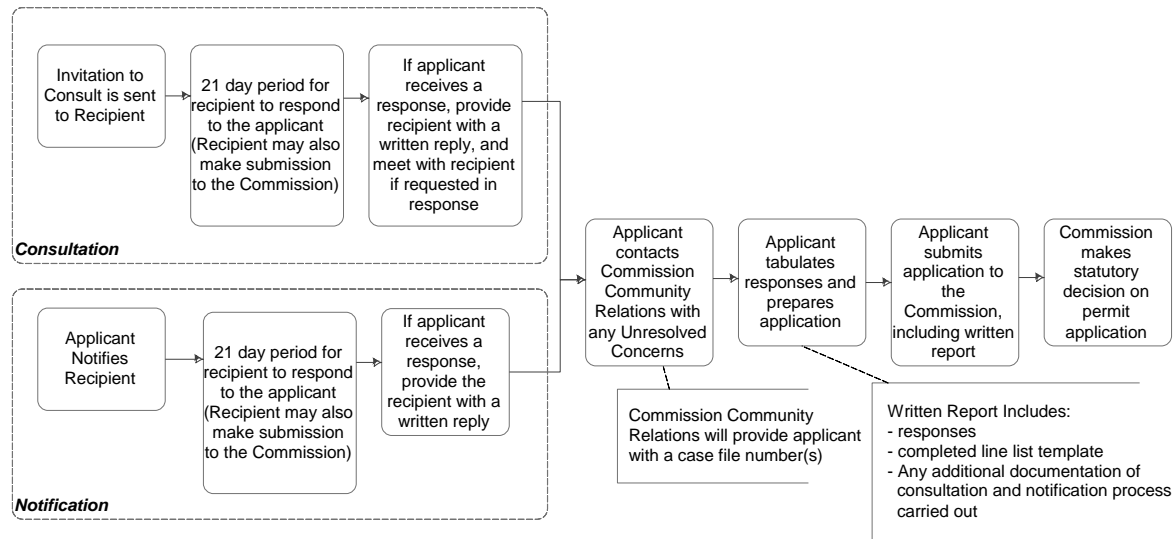 Invitation to
Consult is sent
to Recipient
21 day period for
recipient to respond
to the applicant
(Recipient may also
make submission
to the Commission)
If applicant
receives a
response, provide
recipient with a
written reply, and
meet with recipient
if requested in
response
Consultation
Applicant
Notifies
Recipient
21 day period for
recipient to respond
to the applicant
(Recipient may also
make submission
to the Commission)
If applicant
receives a
response,
provide the
recipient with a
written reply
Notification
Applicant
contacts
Commission
Community
Relations with
any Unresolved
Concerns
Applicant
tabulates
responses and
prepares
application
Applicant
submits
application to
the
Commission,
including written
report
Commission
makes
statutory
decision on
permit
application
Commission Community
Relations will provide applicant
with a case file number(s)
Written Report Includes:
- responses
- completed line list template
- Any additional documentation of
consultation and notification process
carried out